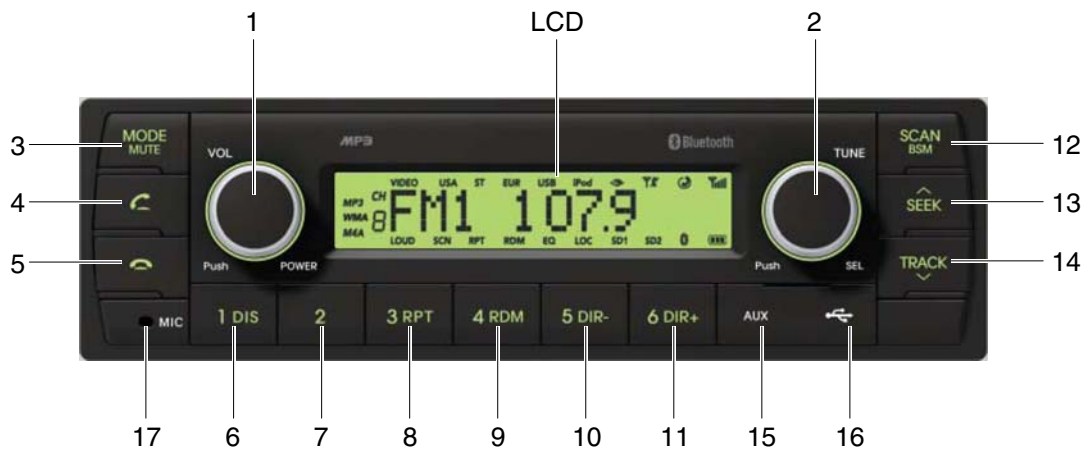 1 LCD 2
3 MODE MUTE
VOL
MP3
Bluetooth
TUNE
SCAN BSM 12
4
VIDEO USA ST EUR USB iPod
MP3 CH
WMA 8 FM1 107.9
M4A
LOUD SCN RPT RDM EQ LOC SD1 SD2
SEEK 13
5
Push POWER
Push SEL
TRACK 14
MIC
1 DIS 2 3 RPT 4 RDM 5 DIR- 6 DIR+ AUX
17 6 7 8 9 10 11 15 16